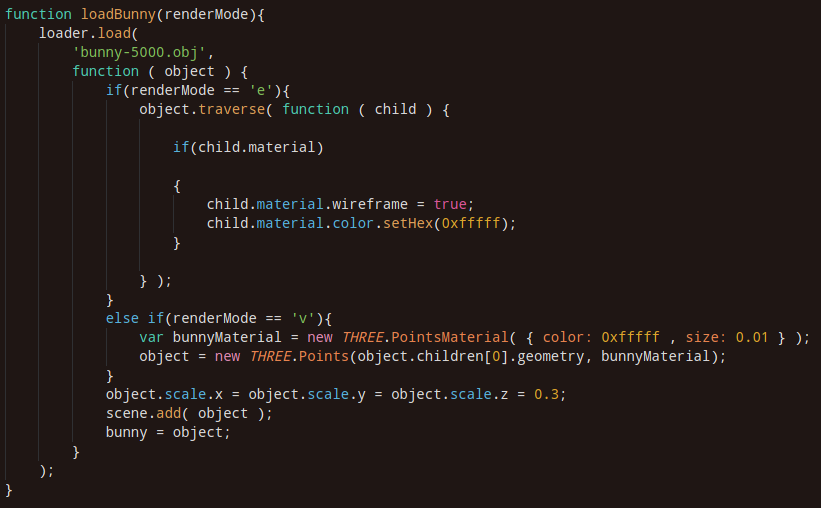 function loadBunny(renderMode){
    loader.load(
        'bunny-5000.obj',
        function ( object ) {
            if(renderMode == 'e'){
                object.traverse( function ( child ) {

                    if(child.material)

                    {
                        child.material.wireframe = true;
                        child.material.color.setHex(0xfffff);
                    }

                } );
            }
            else if(renderMode == 'v'){
                var bunnyMaterial = new THREE.PointsMaterial( { color: 0xfffff , size: 0.01 } );
                object = new THREE.Points(object.children[0].geometry, bunnyMaterial);
            }
            object.scale.x = object.scale.y = object.scale.z = 0.3;
            scene.add( object );
            bunny = object;
        }
    );
}